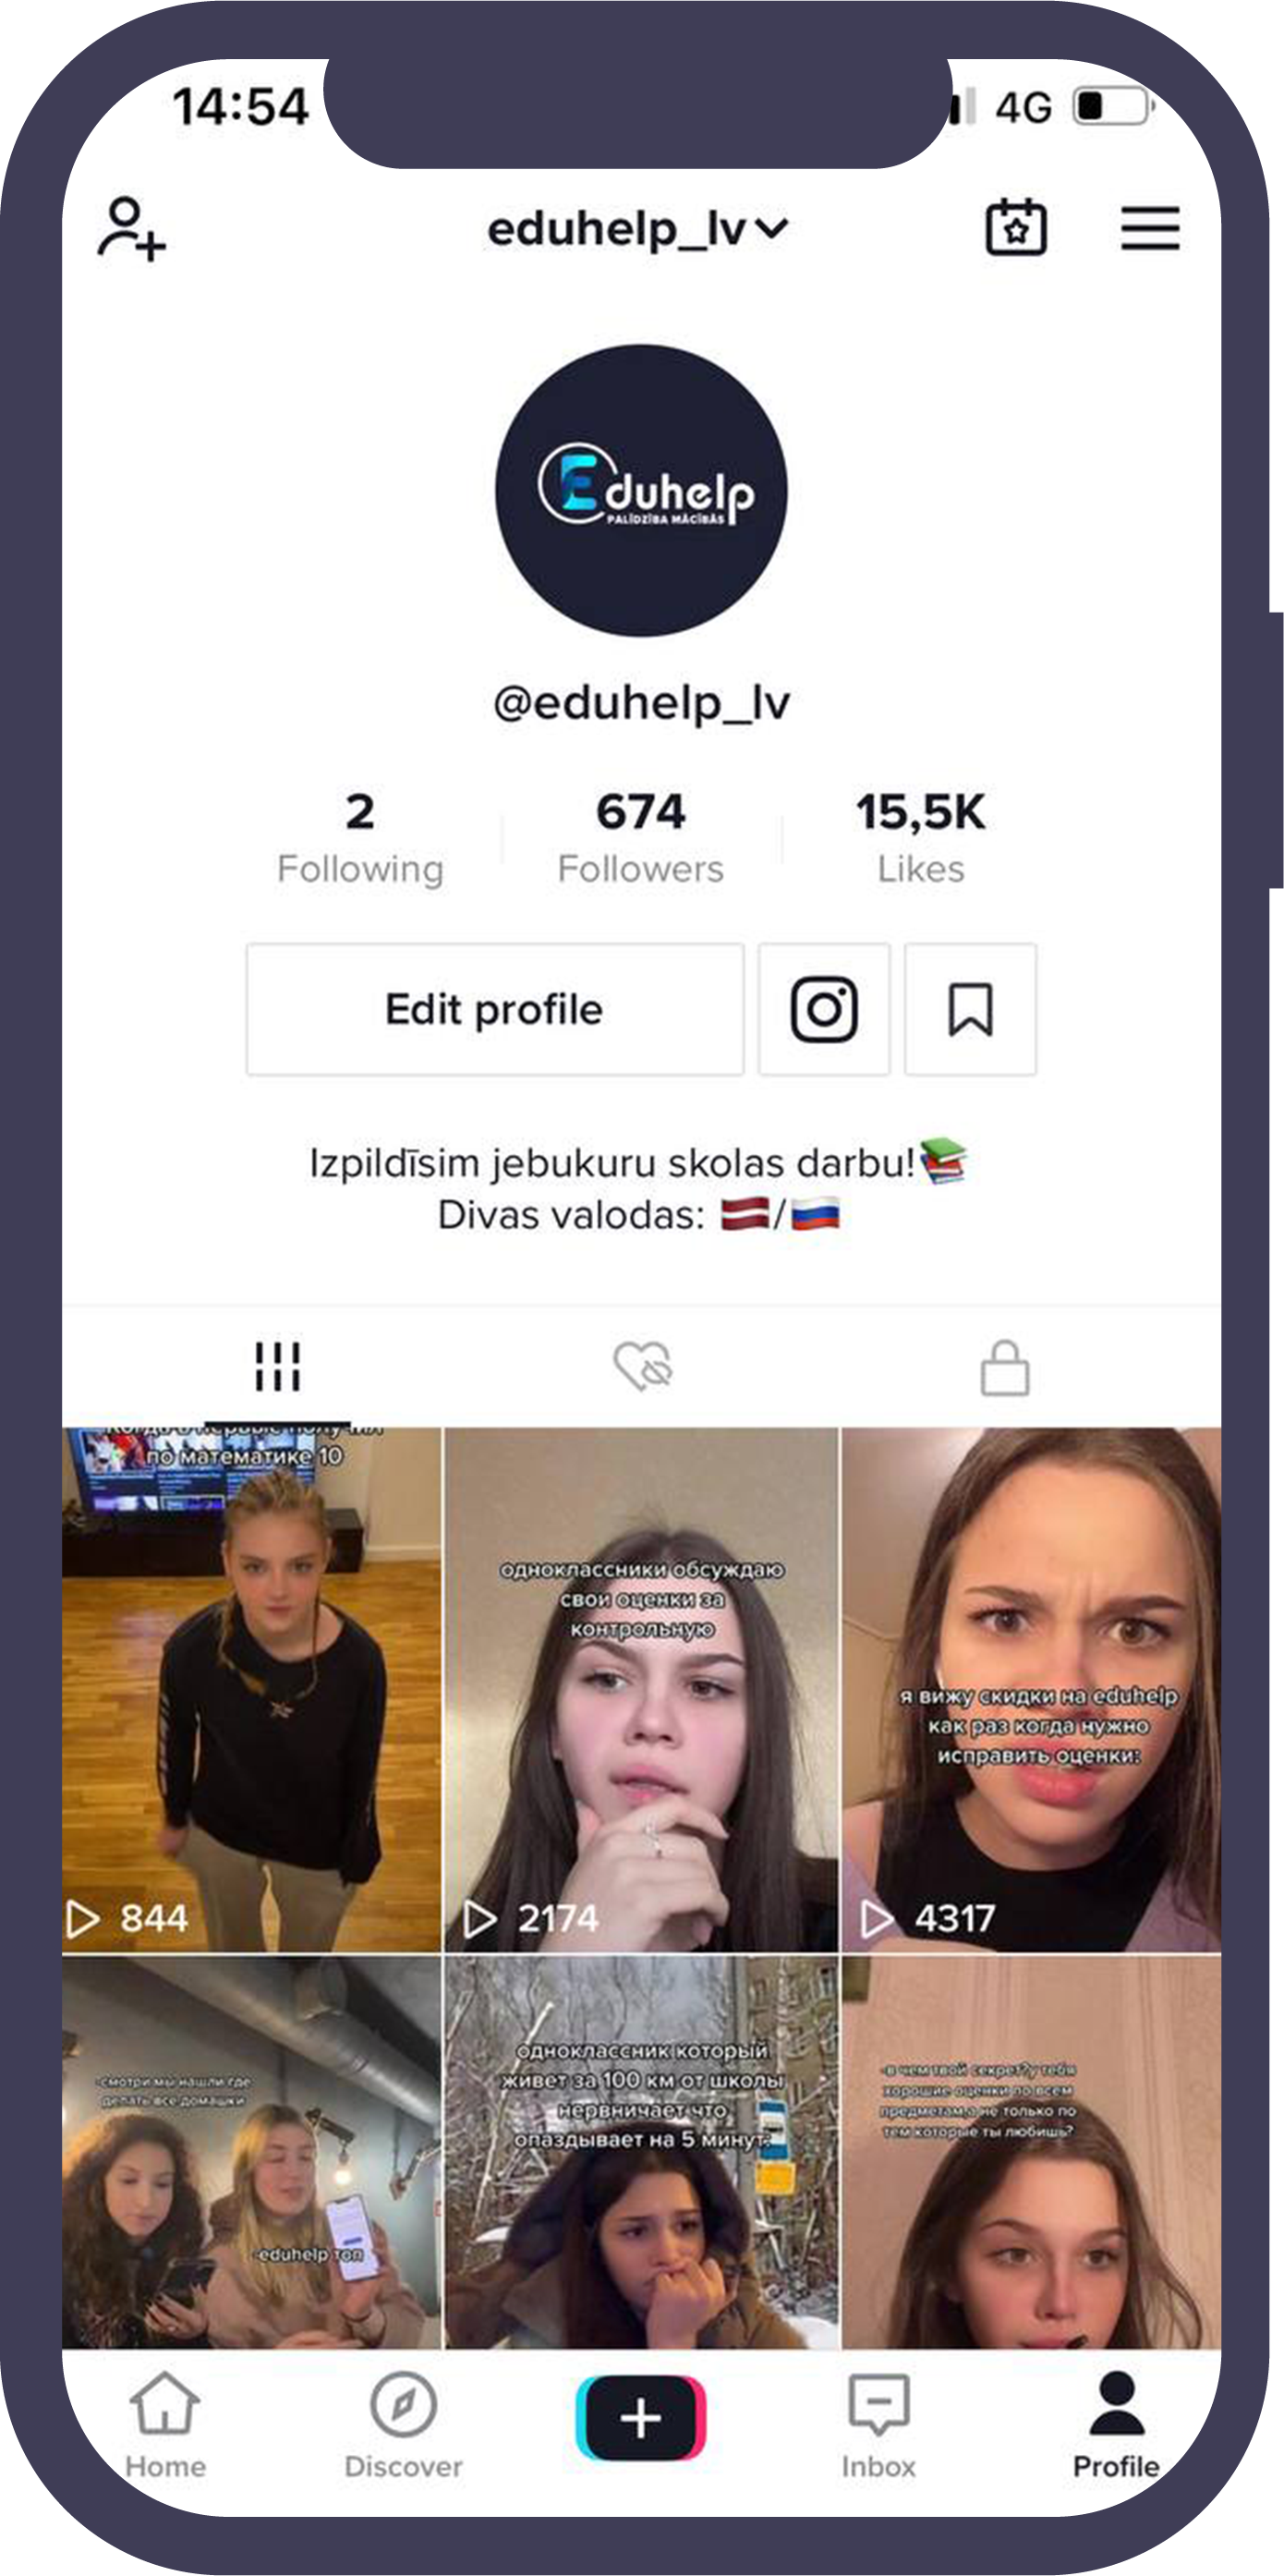 14:54
4G
eduhelp_lv
Eduhelp
PALĪDZĪBA MĀCĪBĀS
@eduhelp_lv
2
674
15,5K
Following
Followers
Likes
Edit profile
Izpildīsim jebukuru skolas darbu!📚
Divas valodas: 🇱🇻/🇷🇺
по математике 10
844
одноклассники обсуждаю
свои оценки за
контрольную
2174
я вижу скидки на eduhelp
как раз когда нужно
исправить оценки:
4317
-смотри мы нашли где
делать все домашки
-eduhelp топ
одноклассник который
живет за 100 км от школы
нервничает что
опаздывает на 5 минут:
-в чем твой секрет?у тебя
хорошие оценки по всем
предметам,а не только по
тем которые ты любишь?
Home
Discover
Inbox
Profile